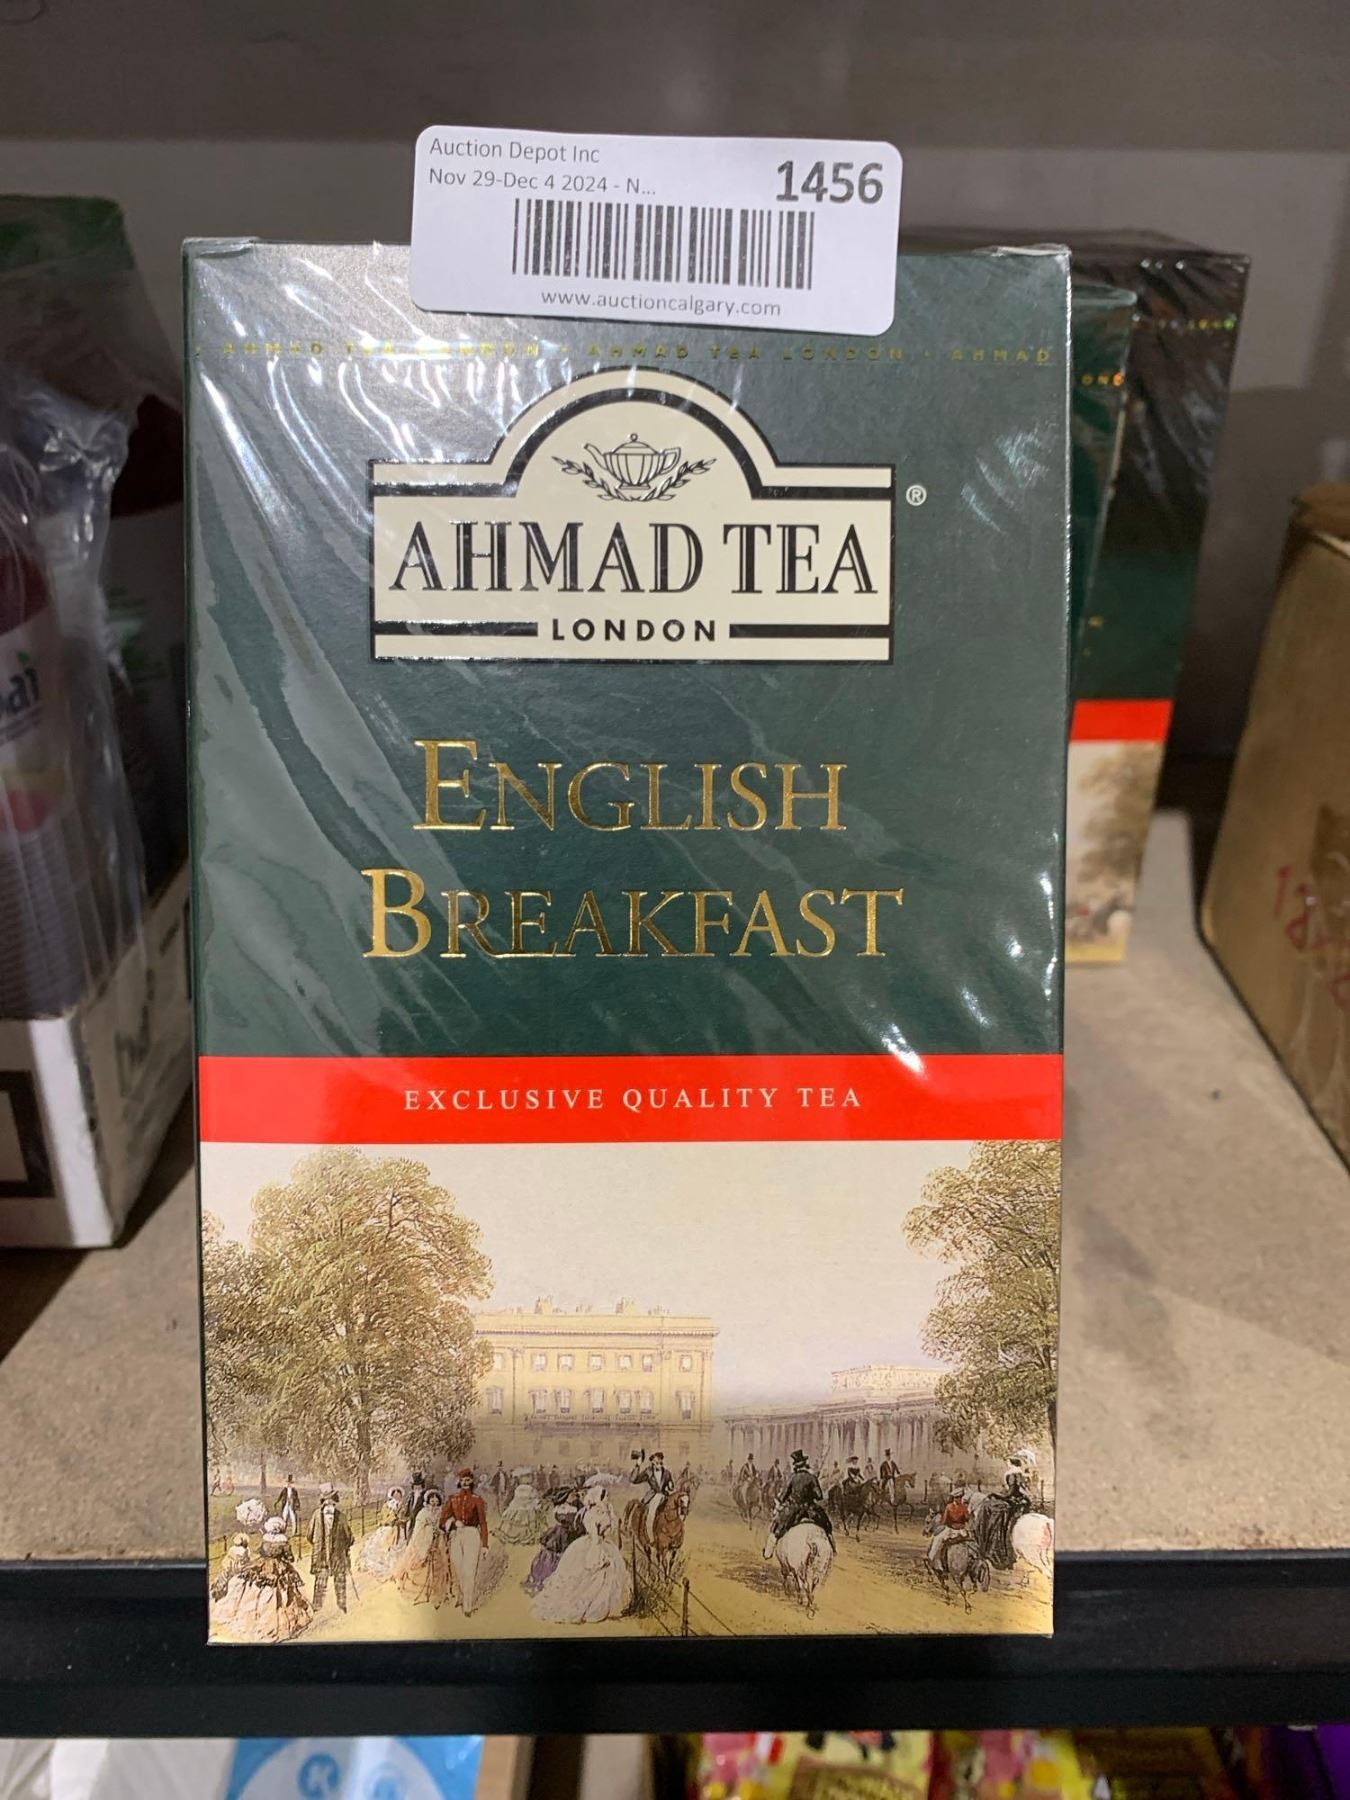 Auction Depot Inc
Nov 29-Dec 4 2024 - N...
1456
www.auctioncalgary.com
AHMAD TEA LONDON · AHMAD TEA LONDON · AHMAD
AHMAD TEA
®
LONDON
ENGLISH
BREAKFAST
EXCLUSIVE QUALITY TEA